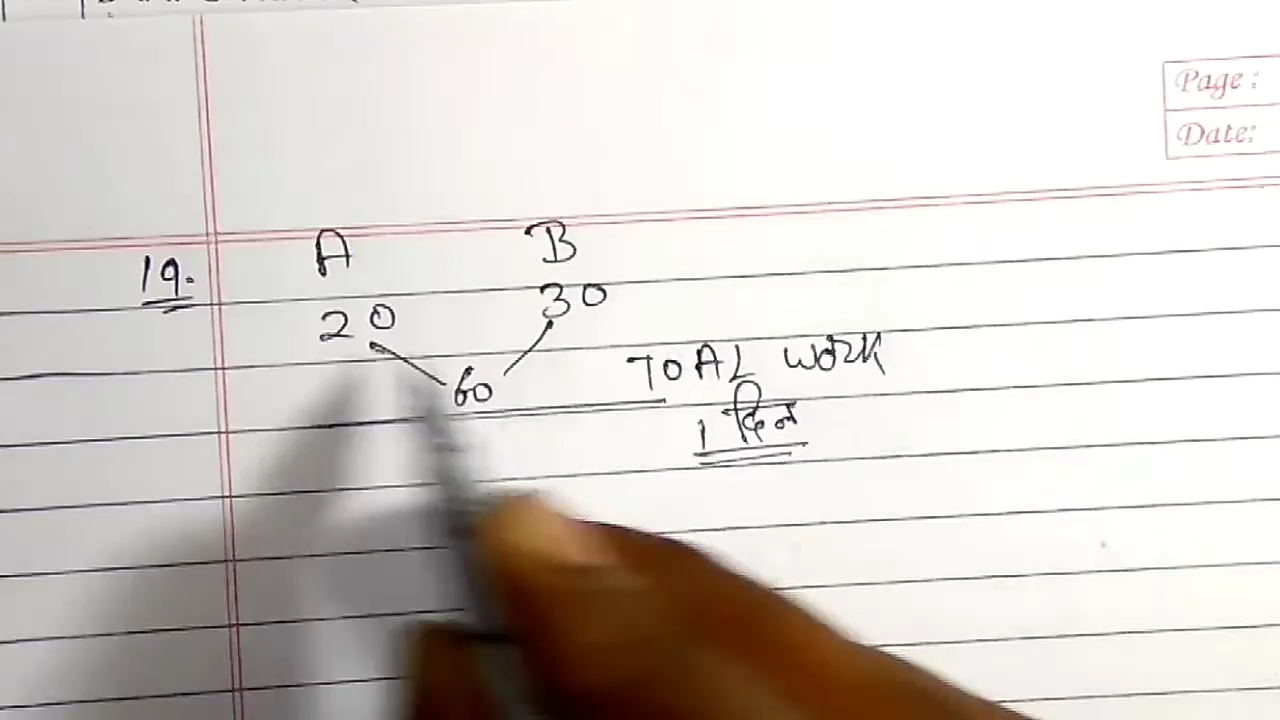 Page :
Date:
19.
A B
20 30
60
TOAL WORK
1 दिन